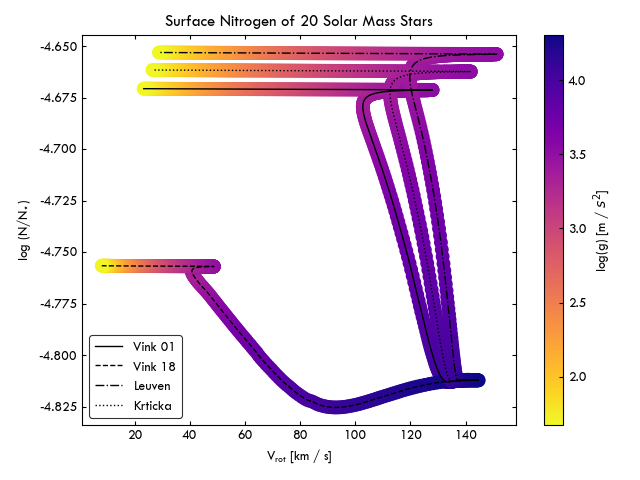 Surface Nitrogen of 20 Solar Mass Stars
-4.650
-4.675
-4.700
-4.725
-4.750
-4.775
-4.800
-4.825
log (N/N⋆)
20 40 60 80 100 120 140
V_rot [km / s]
Vink 01
Vink 18
Leuven
Krticka
4.0
3.5
3.0
2.5
2.0
log(g) [m / s²]